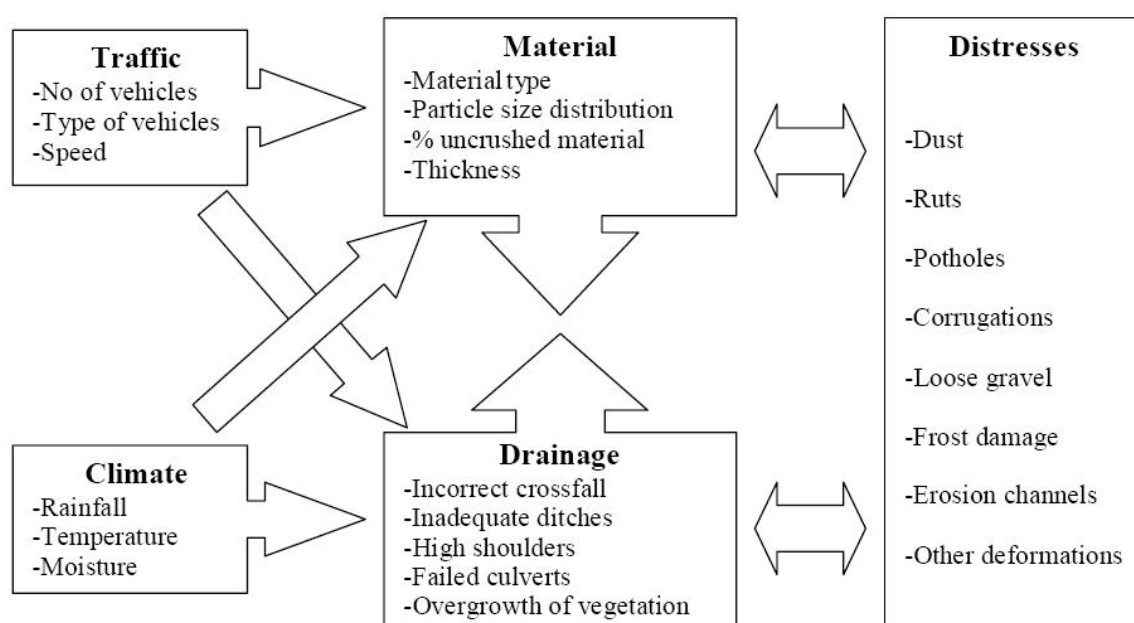 Traffic
-No of vehicles
-Type of vehicles
-Speed
Material
-Material type
-Particle size distribution
-% uncrushed material
-Thickness
Distresses
-Dust
-Ruts
-Potholes
-Corrugations
-Loose gravel
-Frost damage
-Erosion channels
-Other deformations
Climate
-Rainfall
-Temperature
-Moisture
Drainage
-Incorrect crossfall
-Inadequate ditches
-High shoulders
-Failed culverts
-Overgrowth of vegetation